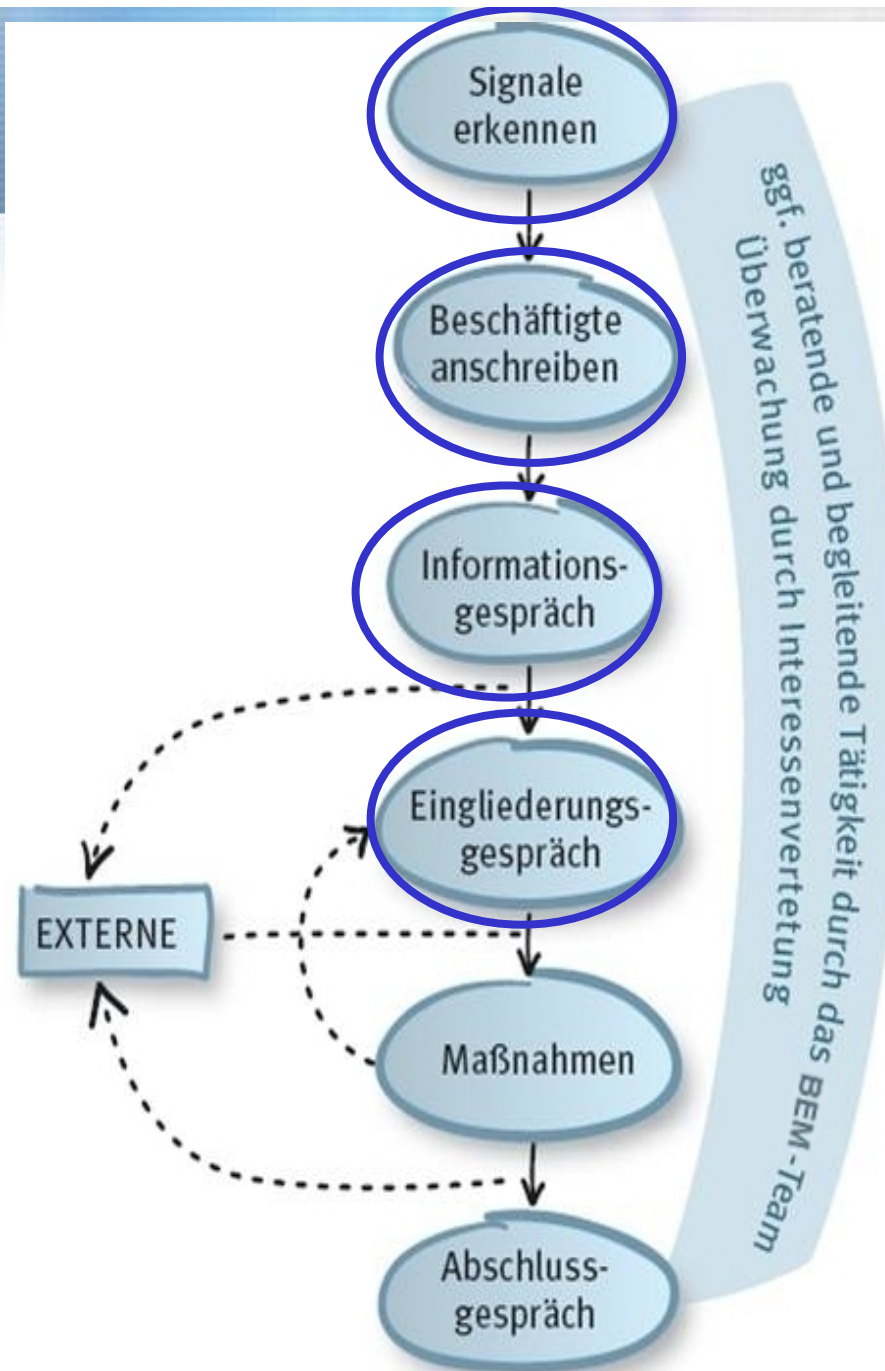 Signale
erkennen
Beschäftigte
anschreiben
Informations-
gespräch
Eingliederungs-
gespräch
EXTERNE
Maßnahmen
Abschluss-
gespräch
ggf. beratende und begleitende Tätigkeit durch das BEM-Team
Überwachung durch Interessenvertetung